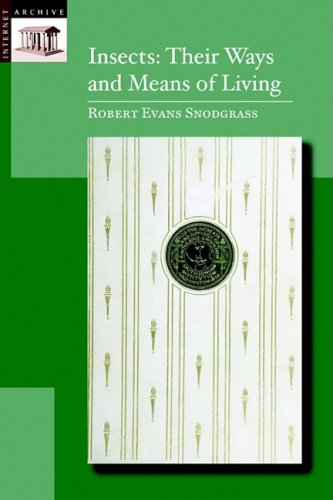 INTERNET
ARCHIVE
Insects: Their Ways
and Means of Living
ROBERT EVANS SNODGRASS